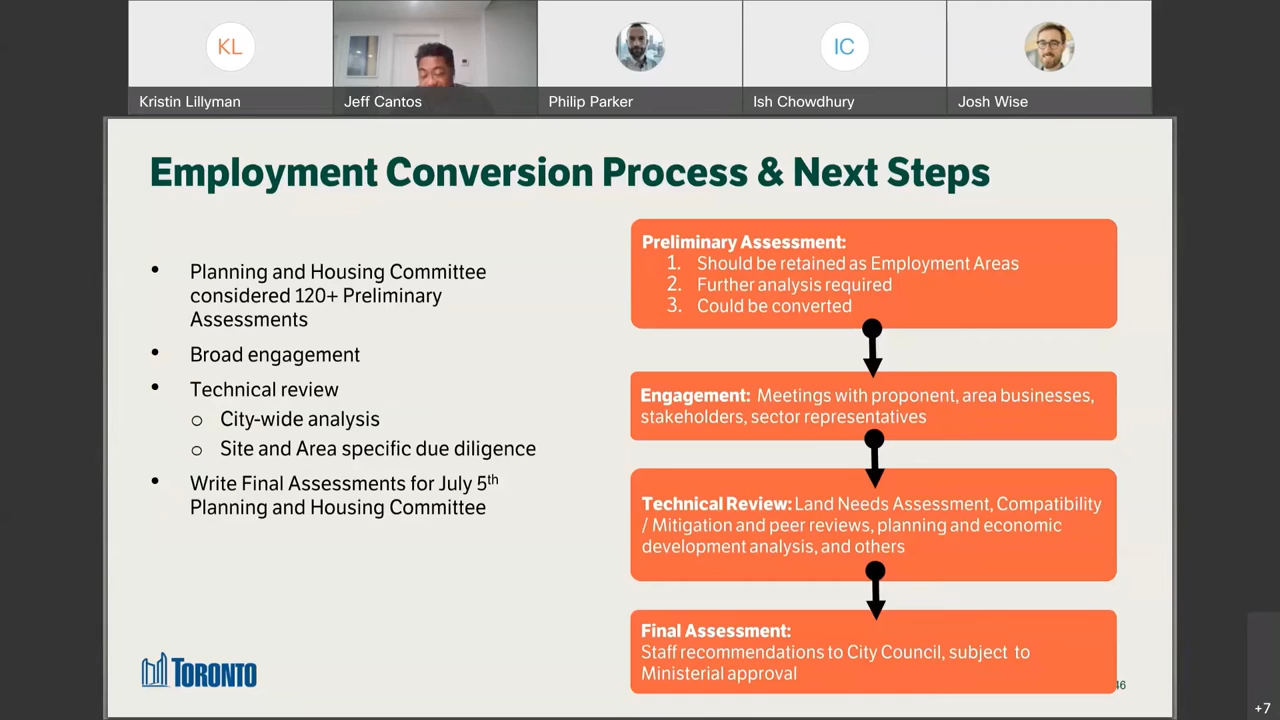 KL
IC
Kristin Lillyman
Jeff Cantos
Philip Parker
Ish Chowdhury
Josh Wise
Employment Conversion Process & Next Steps
• Planning and Housing Committee
considered 120+ Preliminary
Assessments
• Broad engagement
• Technical review
o City-wide analysis
o Site and Area specific due diligence
• Write Final Assessments for July 5th
Planning and Housing Committee
Preliminary Assessment:
1. Should be retained as Employment Areas
2. Further analysis required
3. Could be converted
Engagement: Meetings with proponent, area businesses,
stakeholders, sector representatives
Technical Review: Land Needs Assessment, Compatibility
/ Mitigation and peer reviews, planning and economic
development analysis, and others
Final Assessment:
Staff recommendations to City Council, subject to
Ministerial approval
TORONTO
46
+7